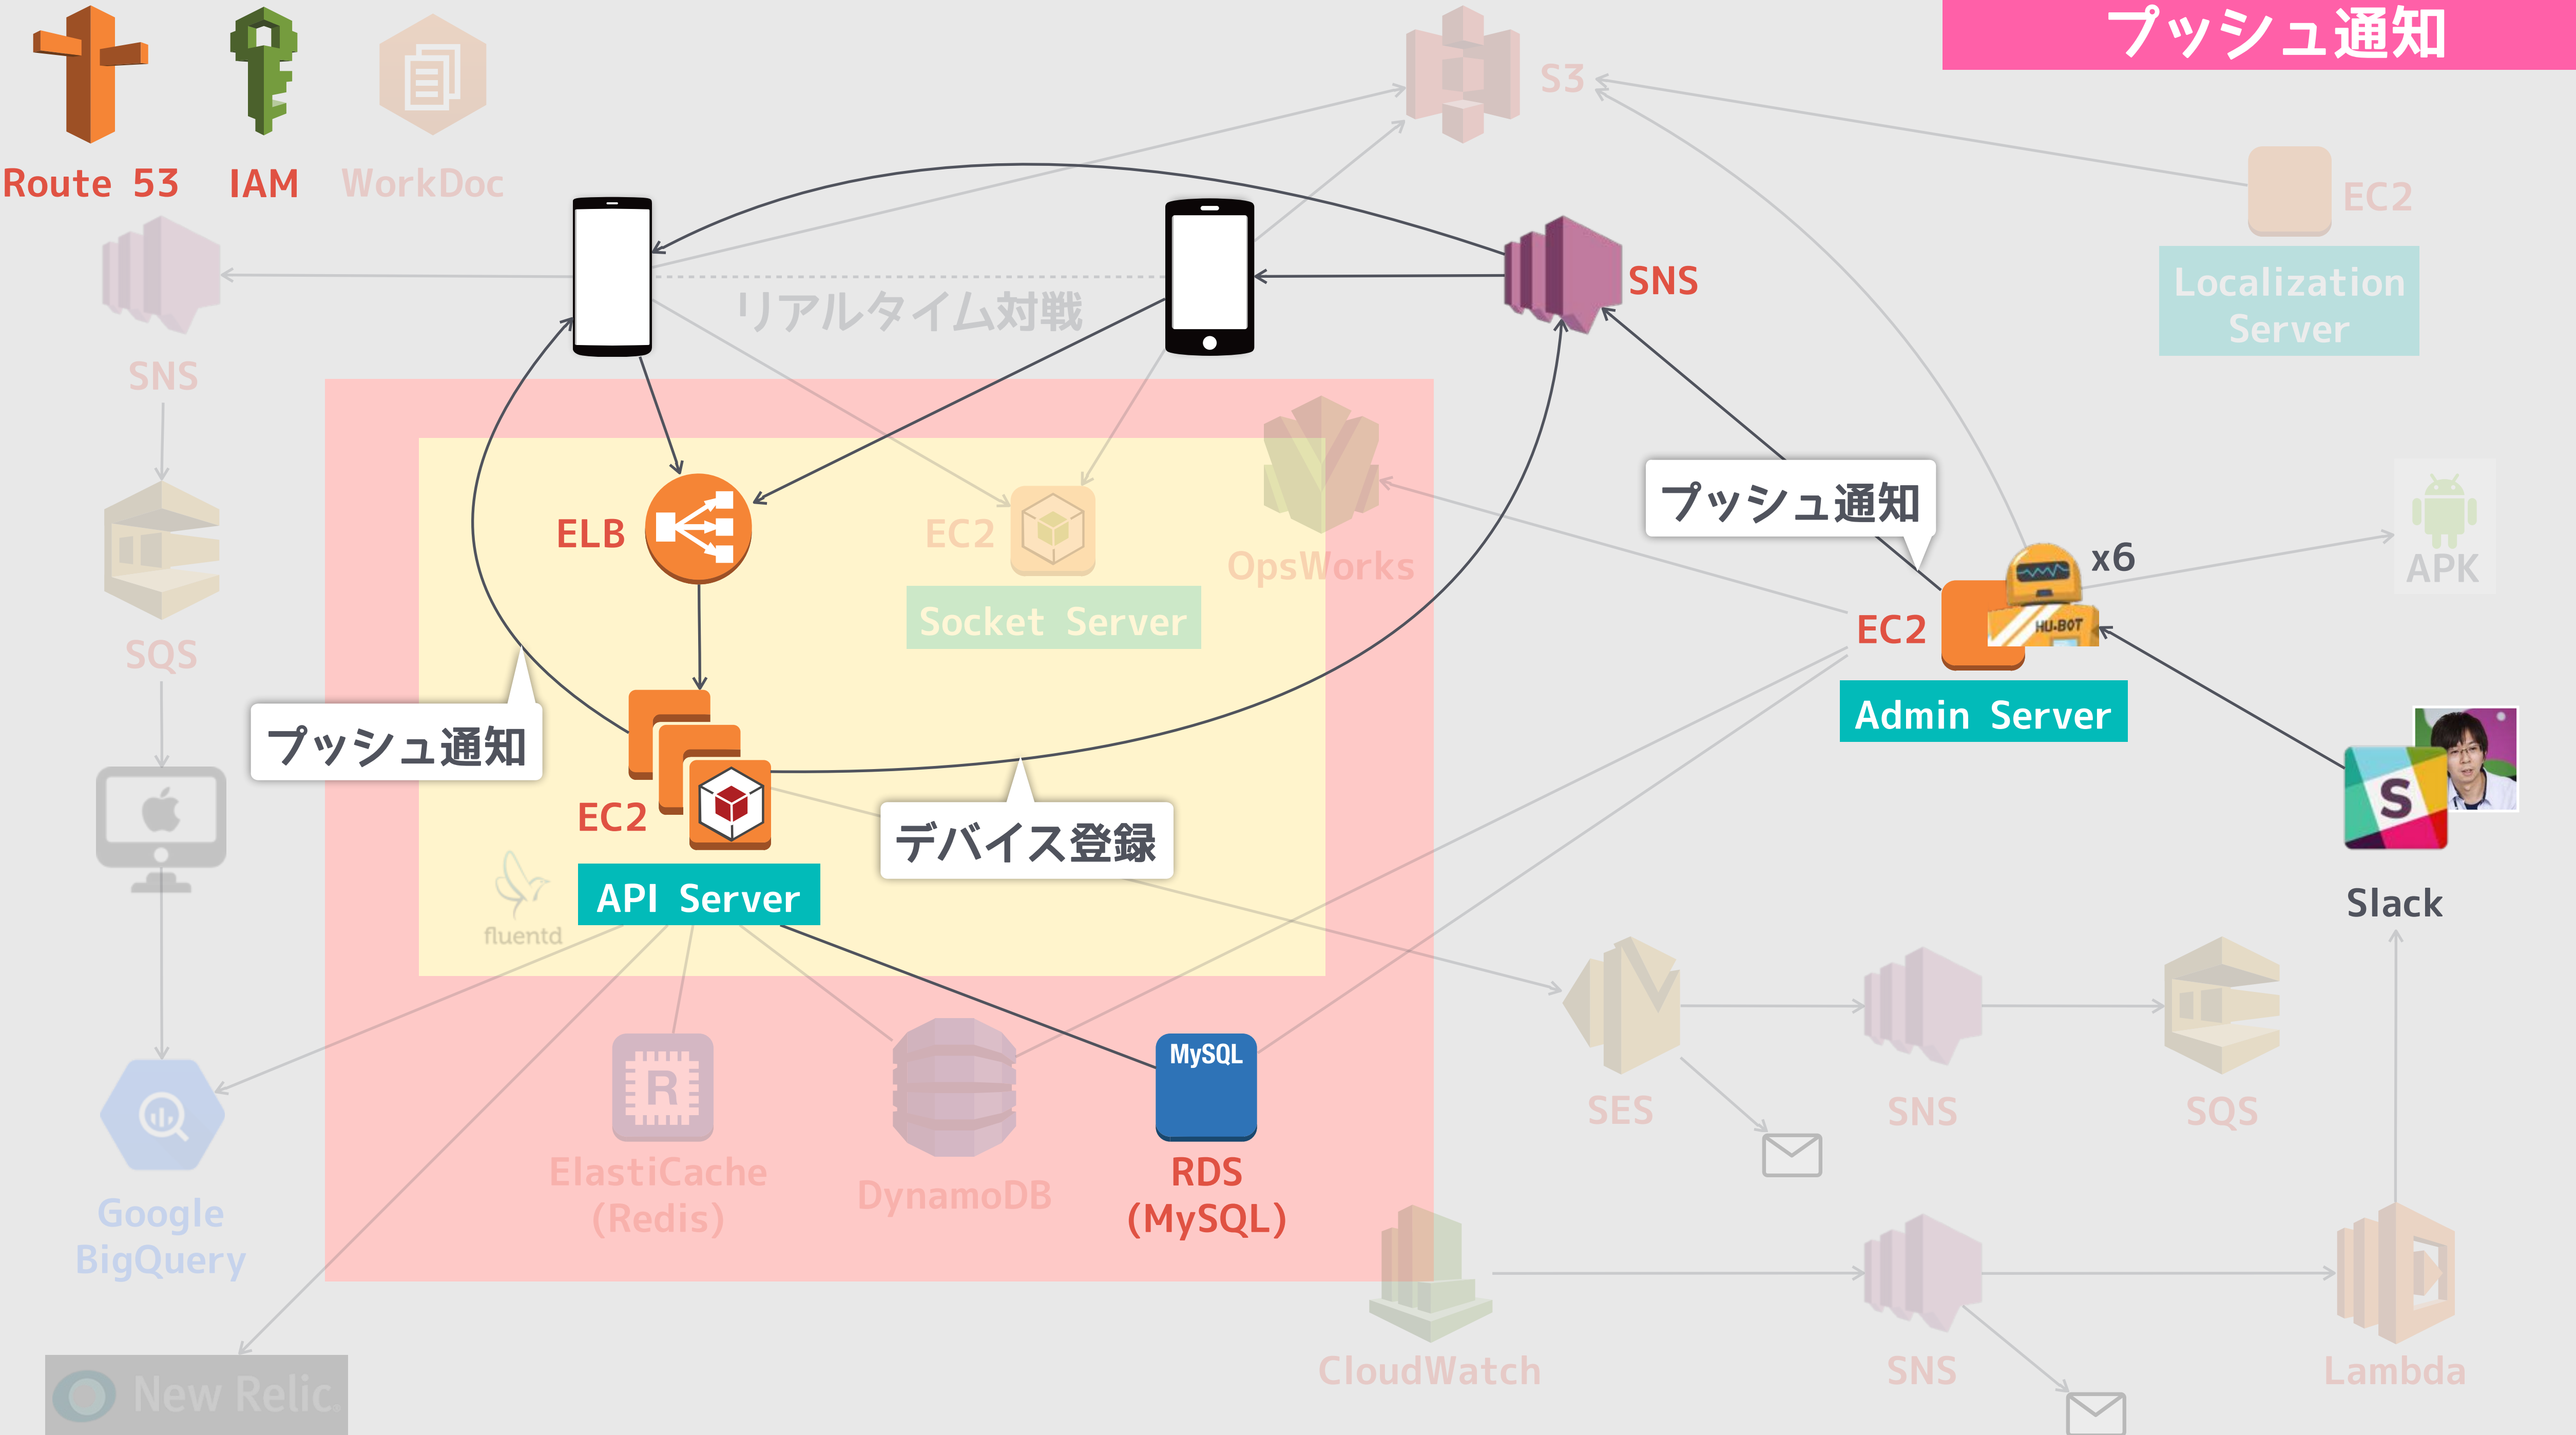 プッシュ通知
Route 53
IAM
WorkDoc
S3
EC2
Localization
Server
SNS
リアルタイム対戦
SNS
SQS
ELB
EC2
Socket Server
OpsWorks
プッシュ通知
x6
EC2
HU-BOT
Admin Server
APK
プッシュ通知
EC2
API Server
fluentd
デバイス登録
S
Slack
Google
BigQuery
R
ElastiCache
(Redis)
DynamoDB
MySQL
RDS
(MySQL)
SES
SNS
SQS
CloudWatch
SNS
Lambda
New Relic.